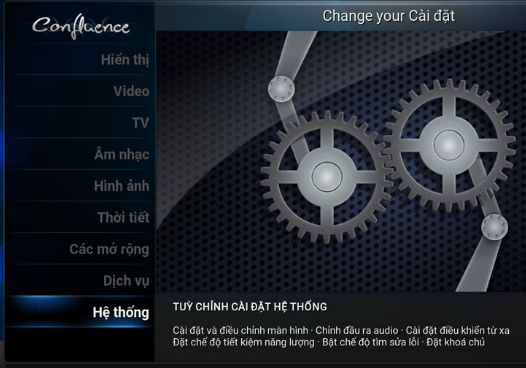 Confluence
Change your Cài đặt
Hiển thị
Video
TV
Âm nhạc
Hình ảnh
Thời tiết
Các mở rộng
Dịch vụ
Hệ thống
TUỲ CHỈNH CÀI ĐẶT HỆ THỐNG
Cài đặt và điều chỉnh màn hình · Chỉnh đầu ra audio · Cài đặt điều khiển từ xa
Đặt chế độ tiết kiệm năng lượng · Bật chế độ tìm sửa lỗi · Đặt khoá chủ